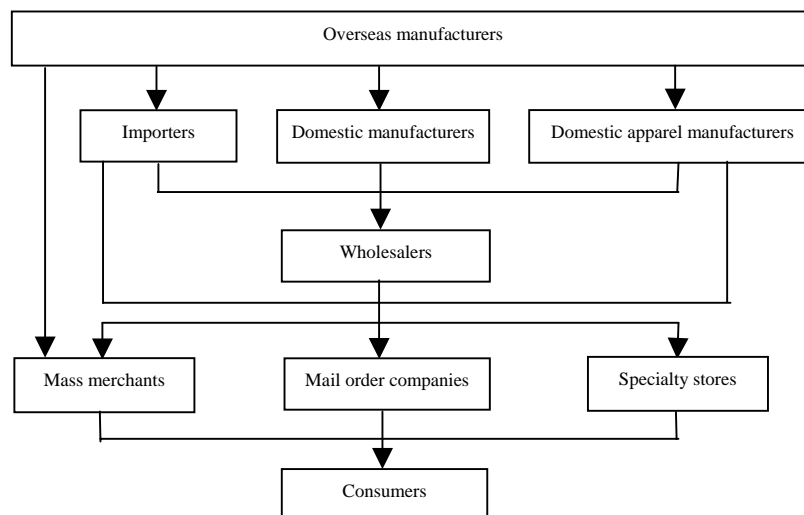 Overseas manufacturers
Importers
Domestic manufacturers
Domestic apparel manufacturers
Wholesalers
Mass merchants
Mail order companies
Specialty stores
Consumers